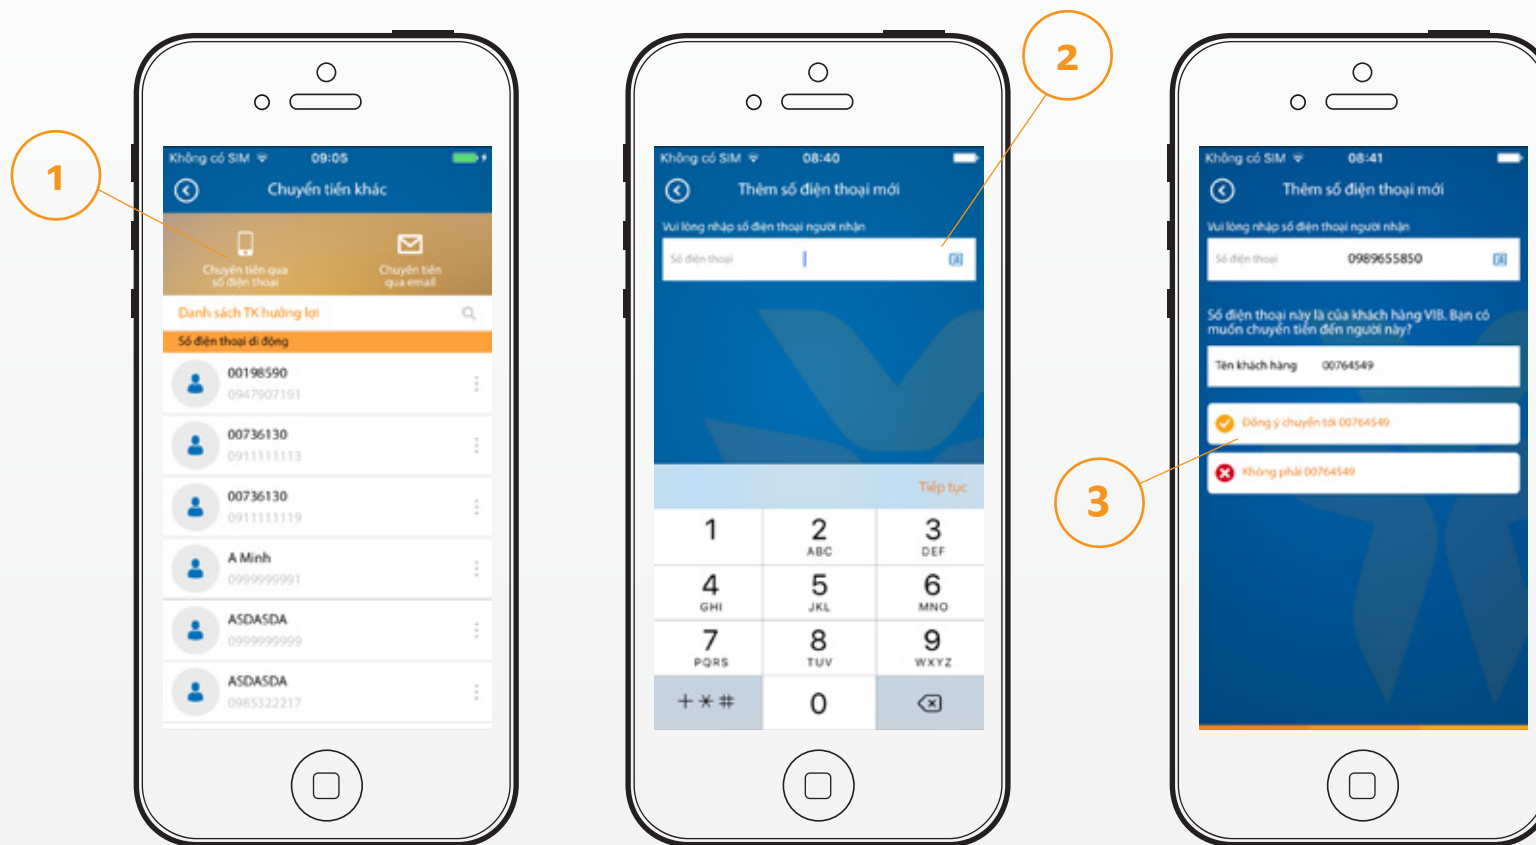 1
Không có SIM 09:05
Chuyển tiền khác
Chuyển tiền qua
số điện thoại
Chuyển tiền
qua email
Danh sách TK hưởng lợi
Số điện thoại di động
00198590
0947907191
00736130
0911111113
00736130
0911111119
A Minh
0999999991
ASDASDA
0999999999
ASDASDA
0985322217
2
Không có SIM 08:40
Thêm số điện thoại mới
Vui lòng nhập số điện thoại người nhận
Số điện thoại
Tiếp tục
1 2 3
ABC DEF
4 5 6
GHI JKL MNO
7 8 9
PQRS TUV WXYZ
+*# 0
3
Không có SIM 08:41
Thêm số điện thoại mới
Vui lòng nhập số điện thoại người nhận
Số điện thoại 0989655850
Số điện thoại này là của khách hàng VIB. Bạn có
muốn chuyển tiền đến người này?
Tên khách hàng 00764549
Đồng ý chuyển tới 00764549
Không phải 00764549